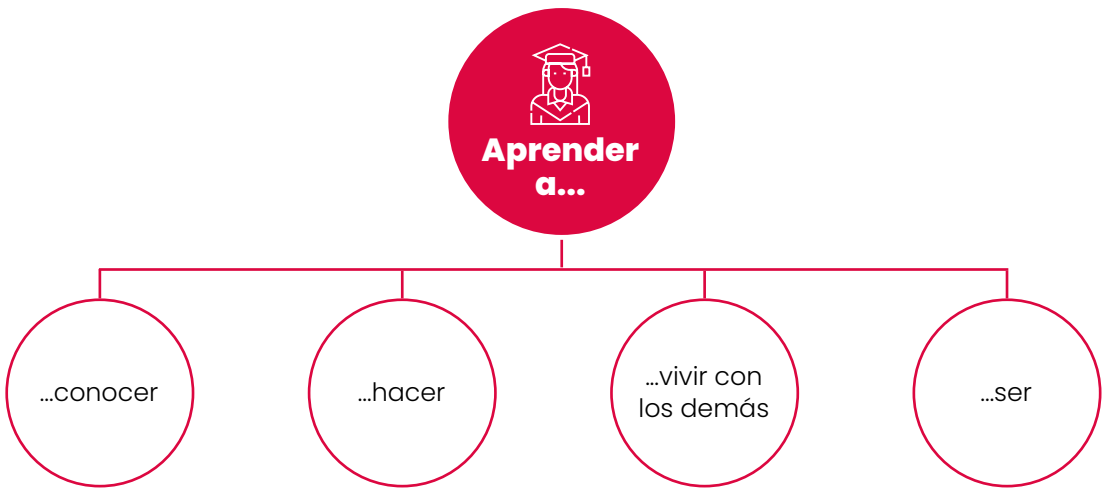 Aprender
a...
...conocer
...hacer
...vivir con
los demás
...ser